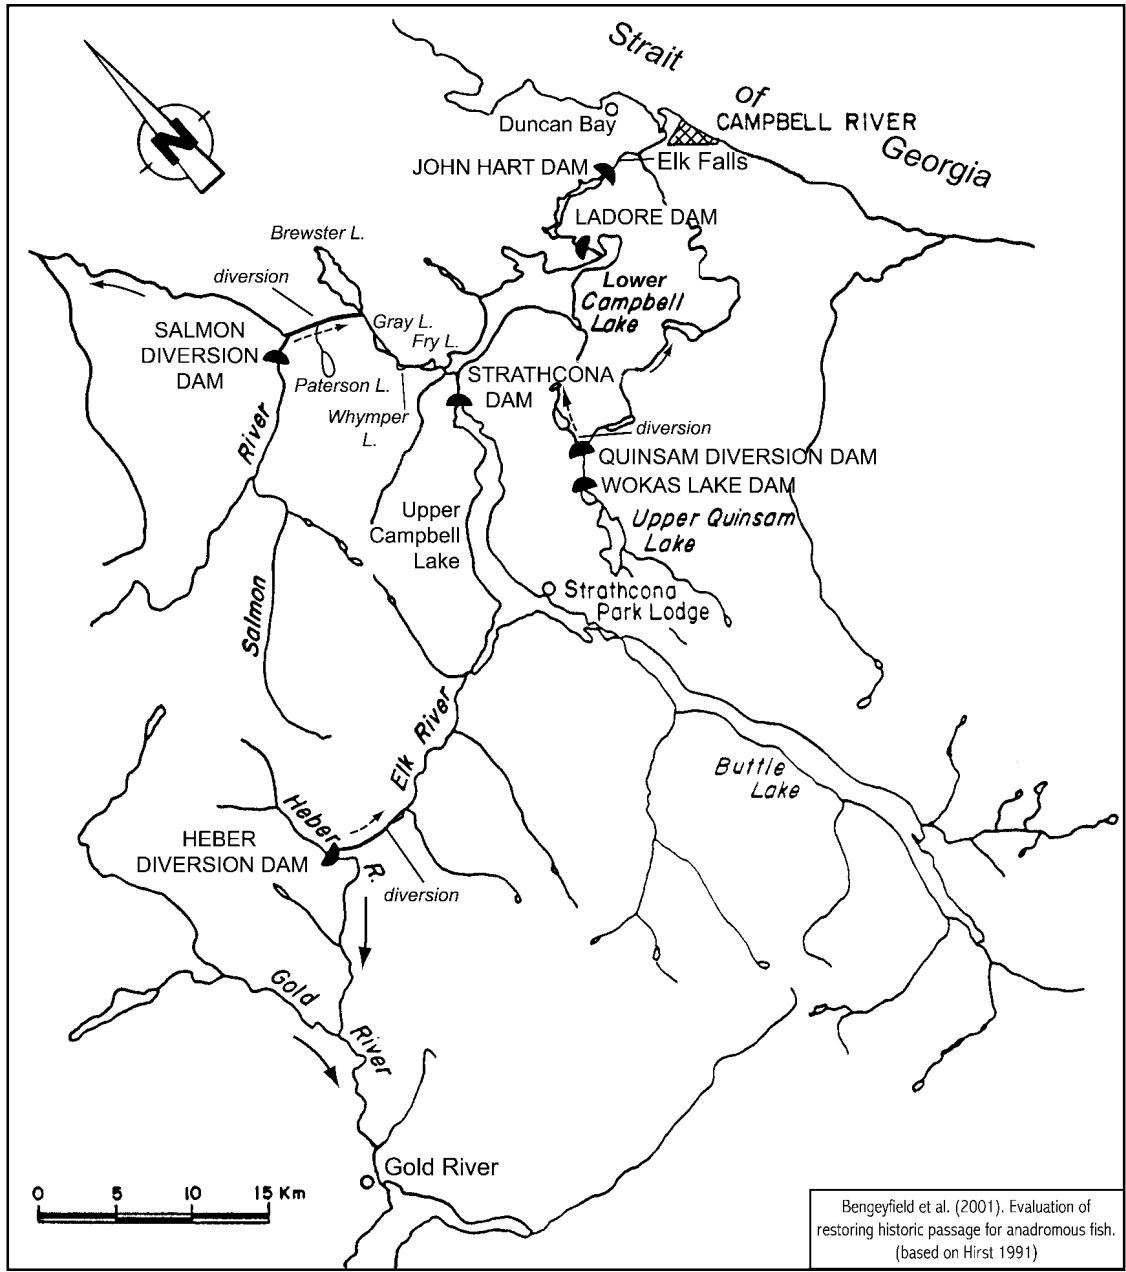 Strait
of
Georgia
CAMPBELL RIVER
Duncan Bay
Elk Falls
JOHN HART DAM
N
LADORE DAM
Brewster L.
diversion
Lower
Campbell
Lake
Gray L.
Fry L.
SALMON
DIVERSION
DAM
Paterson L.
Whymper
L.
STRATHCONA
DAM
diversion
QUINSAM DIVERSION DAM
WOKAS LAKE DAM
River
Upper
Campbell
Lake
Upper Quinsam
Lake
Strathcona
Park Lodge
Salmon
Elk River
Buttle
Lake
Heber
R.
HEBER
DIVERSION DAM
diversion
Gold
River
Gold River
0 5 10 15 Km
Bengeyfield et al. (2001). Evaluation of
restoring historic passage for anadromous fish.
(based on Hirst 1991)